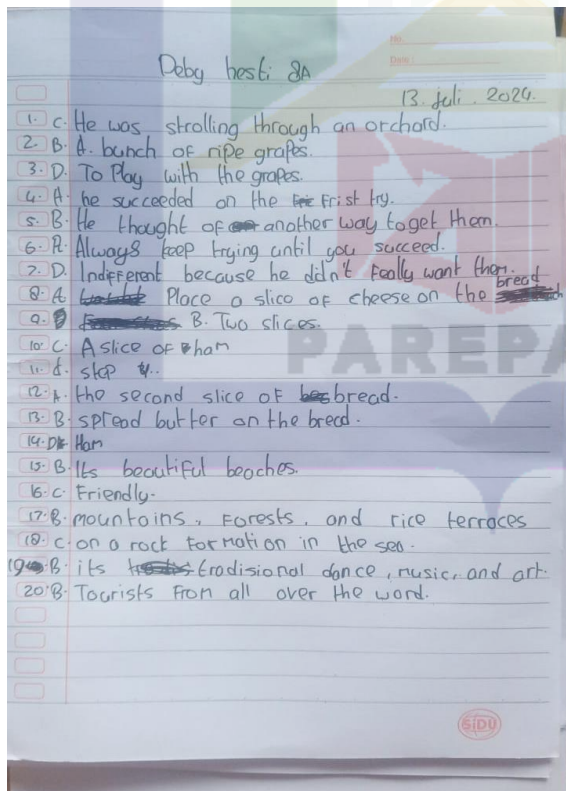 No.
Date:
Deby hesti 8A
13. juli. 2024.
1. C. He was strolling through an orchard.
2. B. A. bunch of ripe grapes.
3. D. To Play with the grapes.
4. A. he succeeded on the Frist try.
5. B. He thought of another way to get them.
6. A. Always keep trying until you succeed.
7. D. Indifferent because he didn't really want them.
8. A Place a slice of cheese on the bread
9. B. Two slices.
10. C. A slice of ham
11. step 4..
12. A. the second slice of bread.
13. B. spread butter on the bread.
14. D. Ham
15. B. Its beautiful beaches.
16. C. Friendly.
17. B. mountains, Forests, and rice terraces
18. C. on a rock formation in the sea.
19. B. its tradisional dance, music, and art.
20. B. Tourists from all over the word.
PAREPA
SIDU